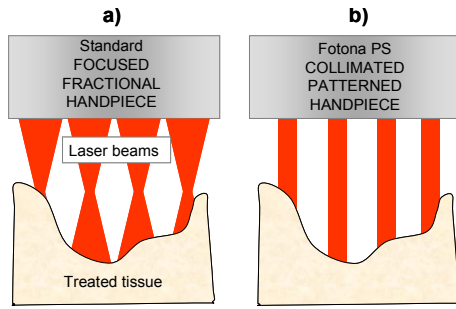 a)
Standard
FOCUSED
FRACTIONAL
HANDPIECE
Laser beams
Treated tissue
b)
Fotona PS
COLLIMATED
PATTERNED
HANDPIECE